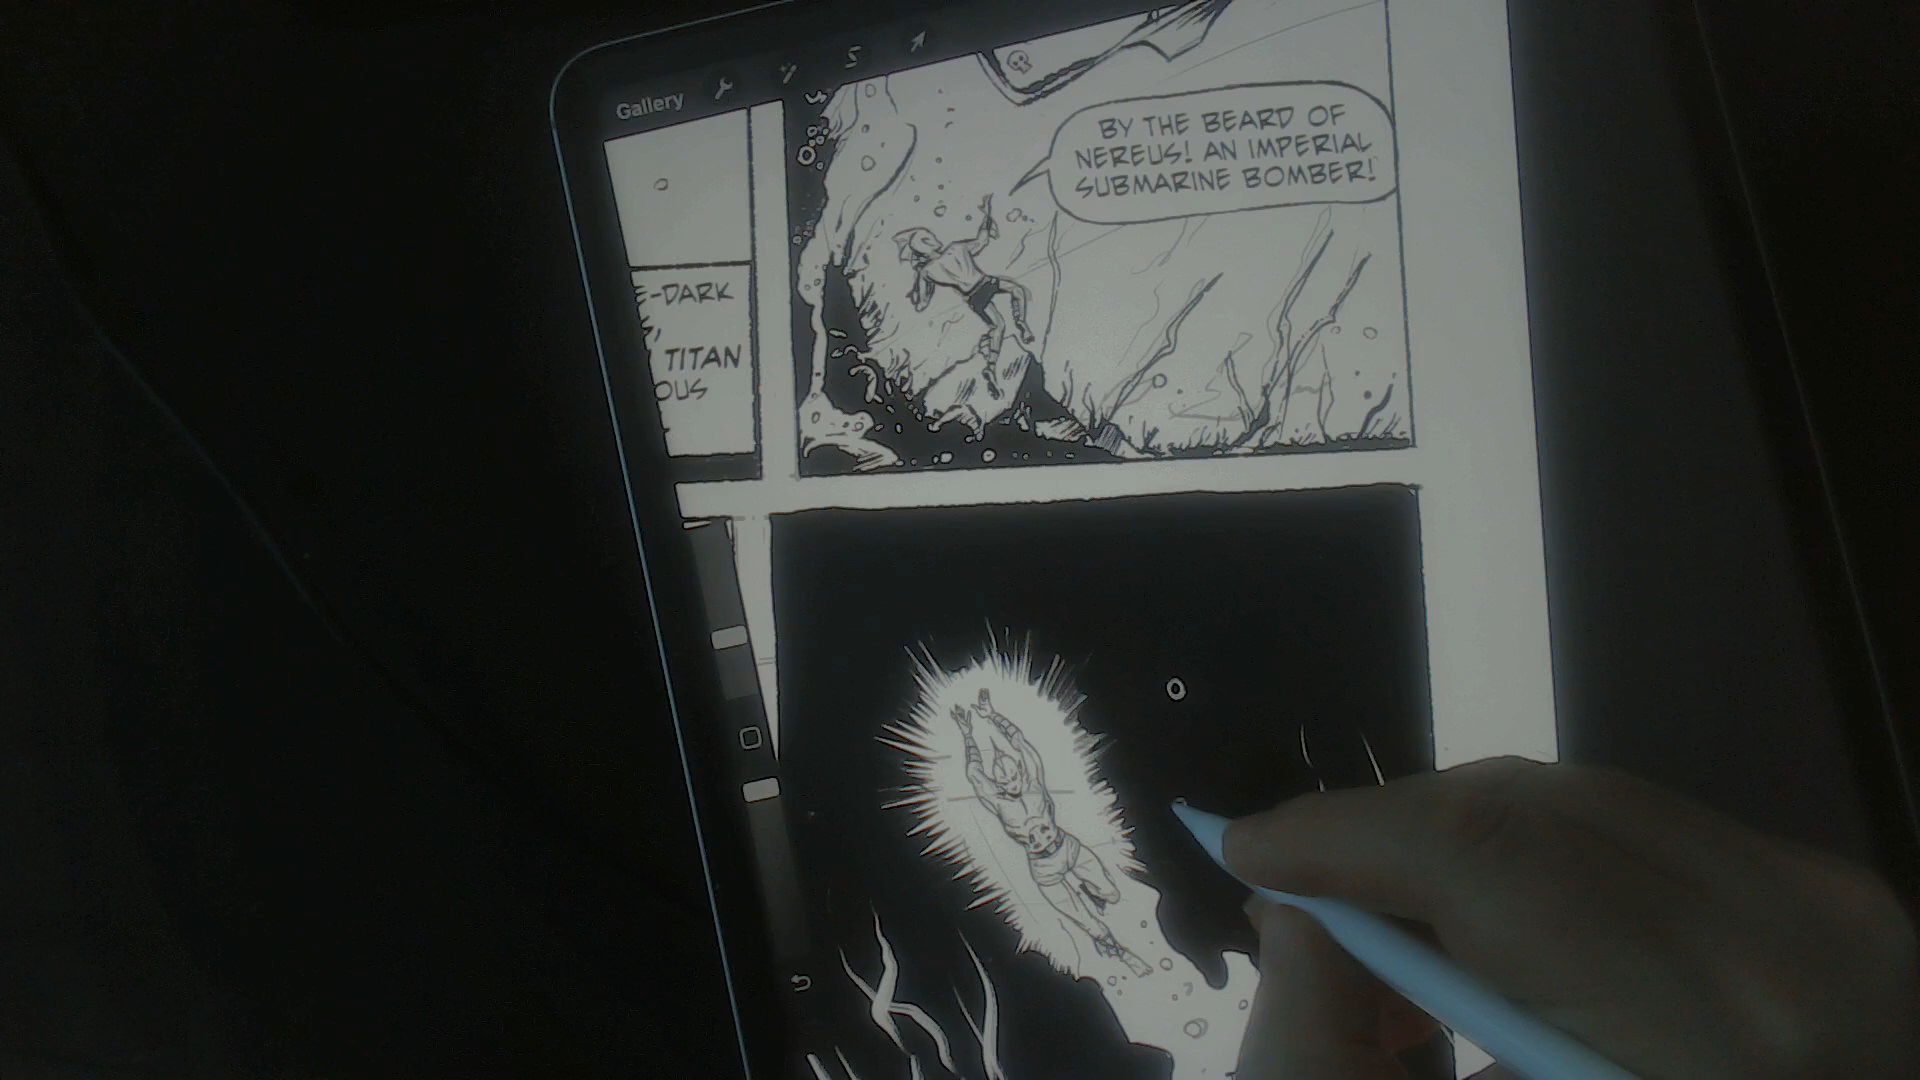 Gallery
BY THE BEARD OF
NEREUS! AN IMPERIAL
SUBMARINE BOMBER!
E-DARK
TITAN
OUS